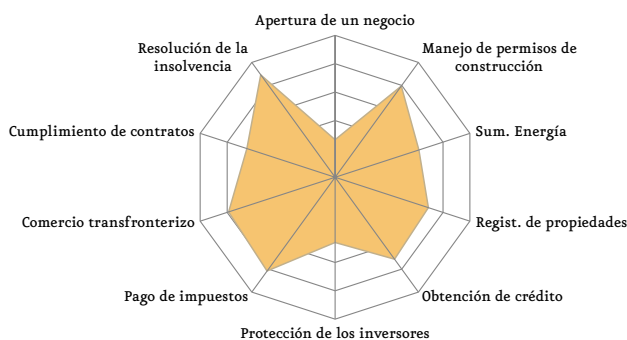 Apertura de un negocio
Resolución de la
insolvencia
Manejo de permisos de
construcción
Cumplimiento de contratos
Sum. Energía
Comercio transfronterizo
Regist. de propiedades
Pago de impuestos
Obtención de crédito
Protección de los inversores